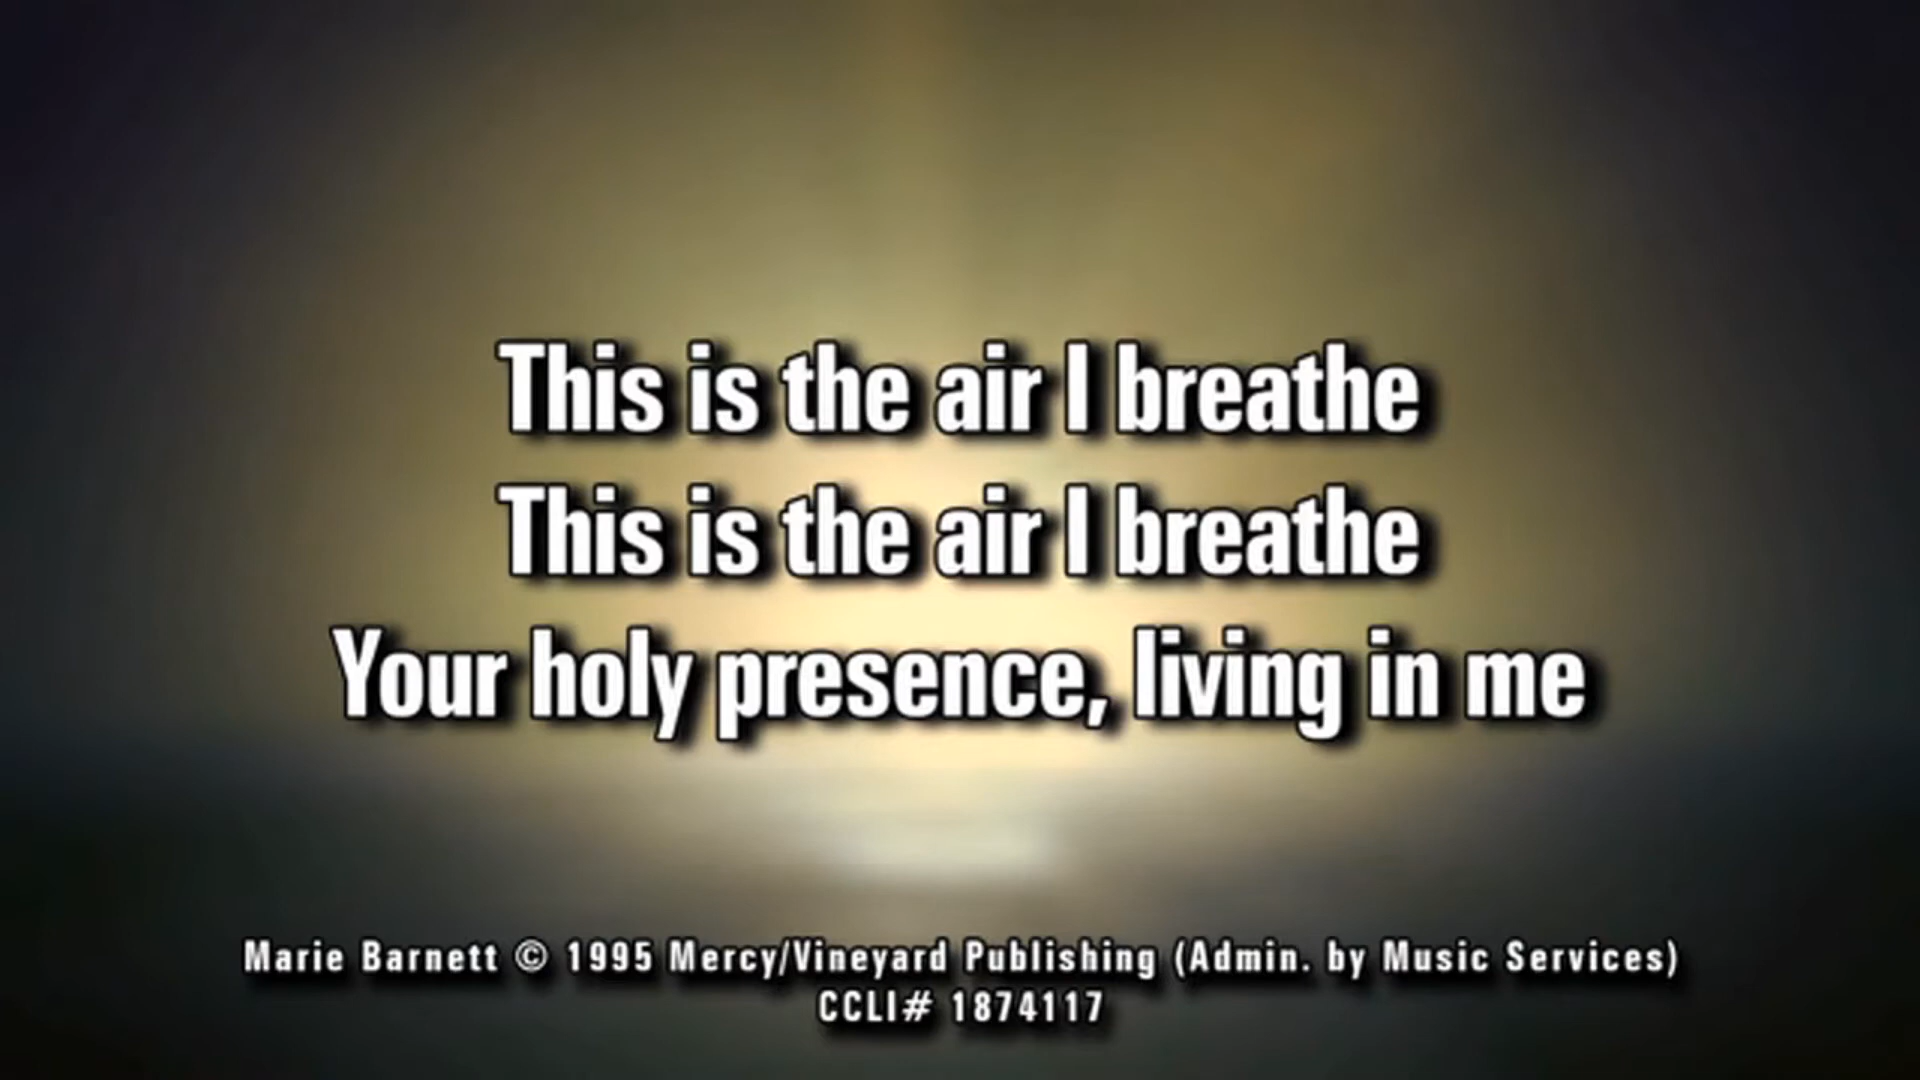 This is the air I breathe
This is the air I breathe
Your holy presence, living in me
Marie Barnett © 1995 Mercy/Vineyard Publishing (Admin. by Music Services)
CCLI# 1874117